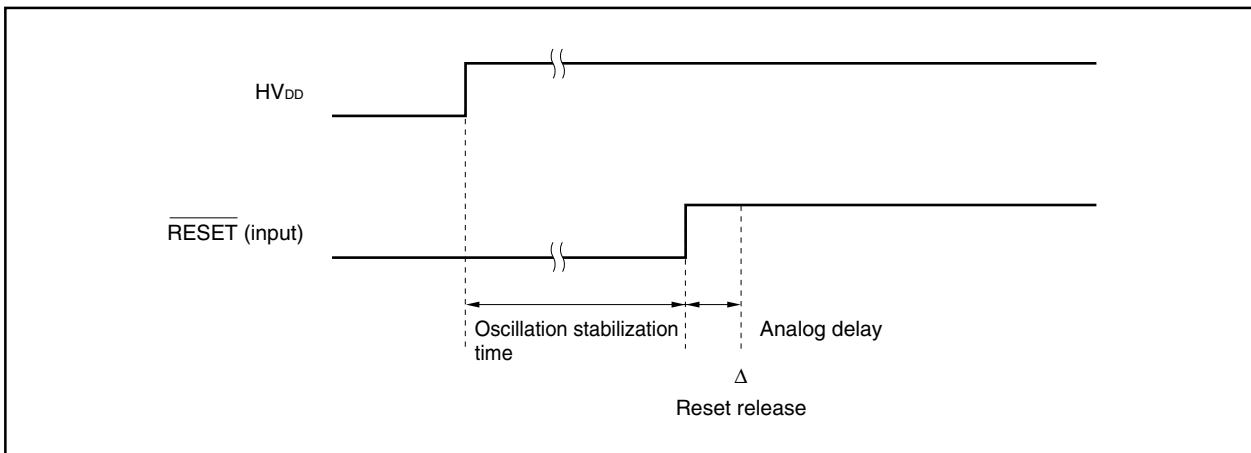 HVDD
RESET (input)
Oscillation stabilization
time
Analog delay
Δ
Reset release